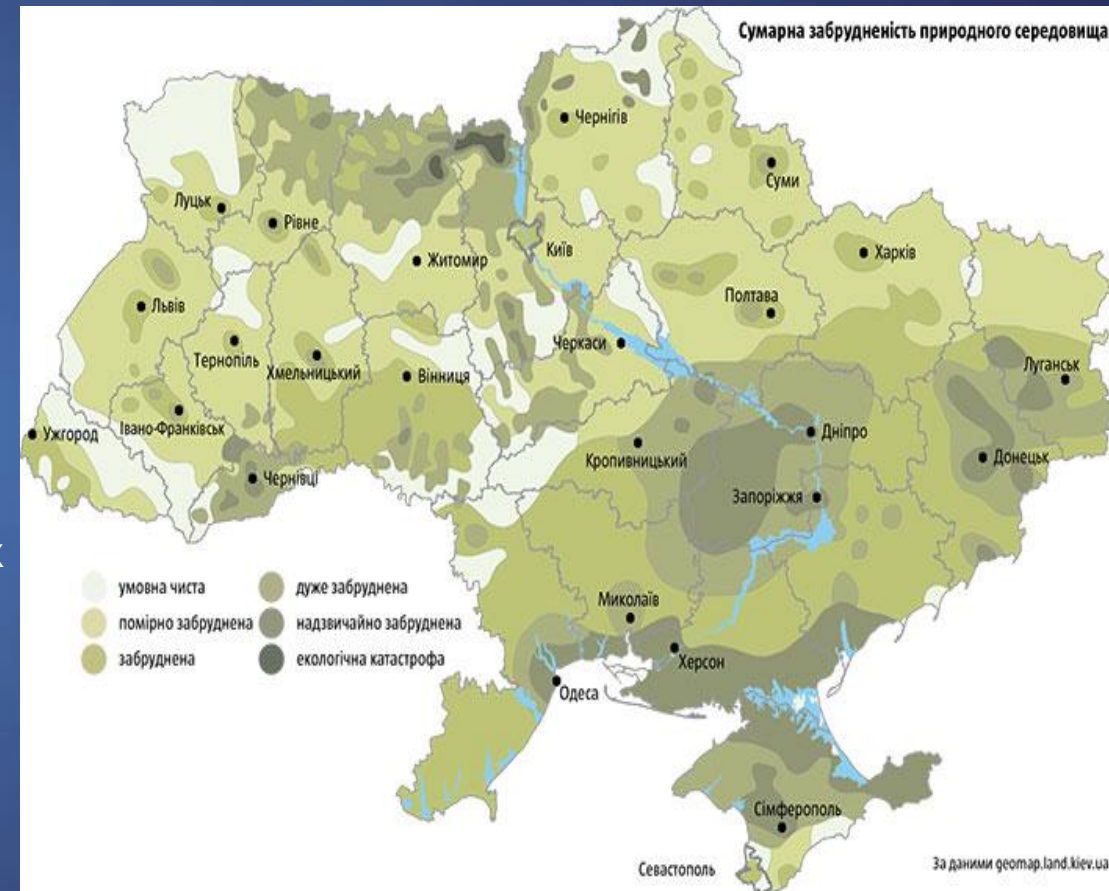 Сумарна забрудненість природного середовища
Чернігів
Суми
Луцьк
Рівне
Київ
Житомир
Харків
Львів
Полтава
Тернопіль
Черкаси
Хмельницький
Вінниця
Луганськ
Івано-Франківськ
Ужгород
Дніпро
Кропивницький
Донецьк
Чернівці
Запоріжжя
к
умовна чиста
дуже забруднена
помірно забруднена
надзвичайно забруднена
забруднена
екологічна катастрофа
Миколаїв
Херсон
Одеса
Сімферополь
Севастополь
За даними geomap.land.kiev.ua